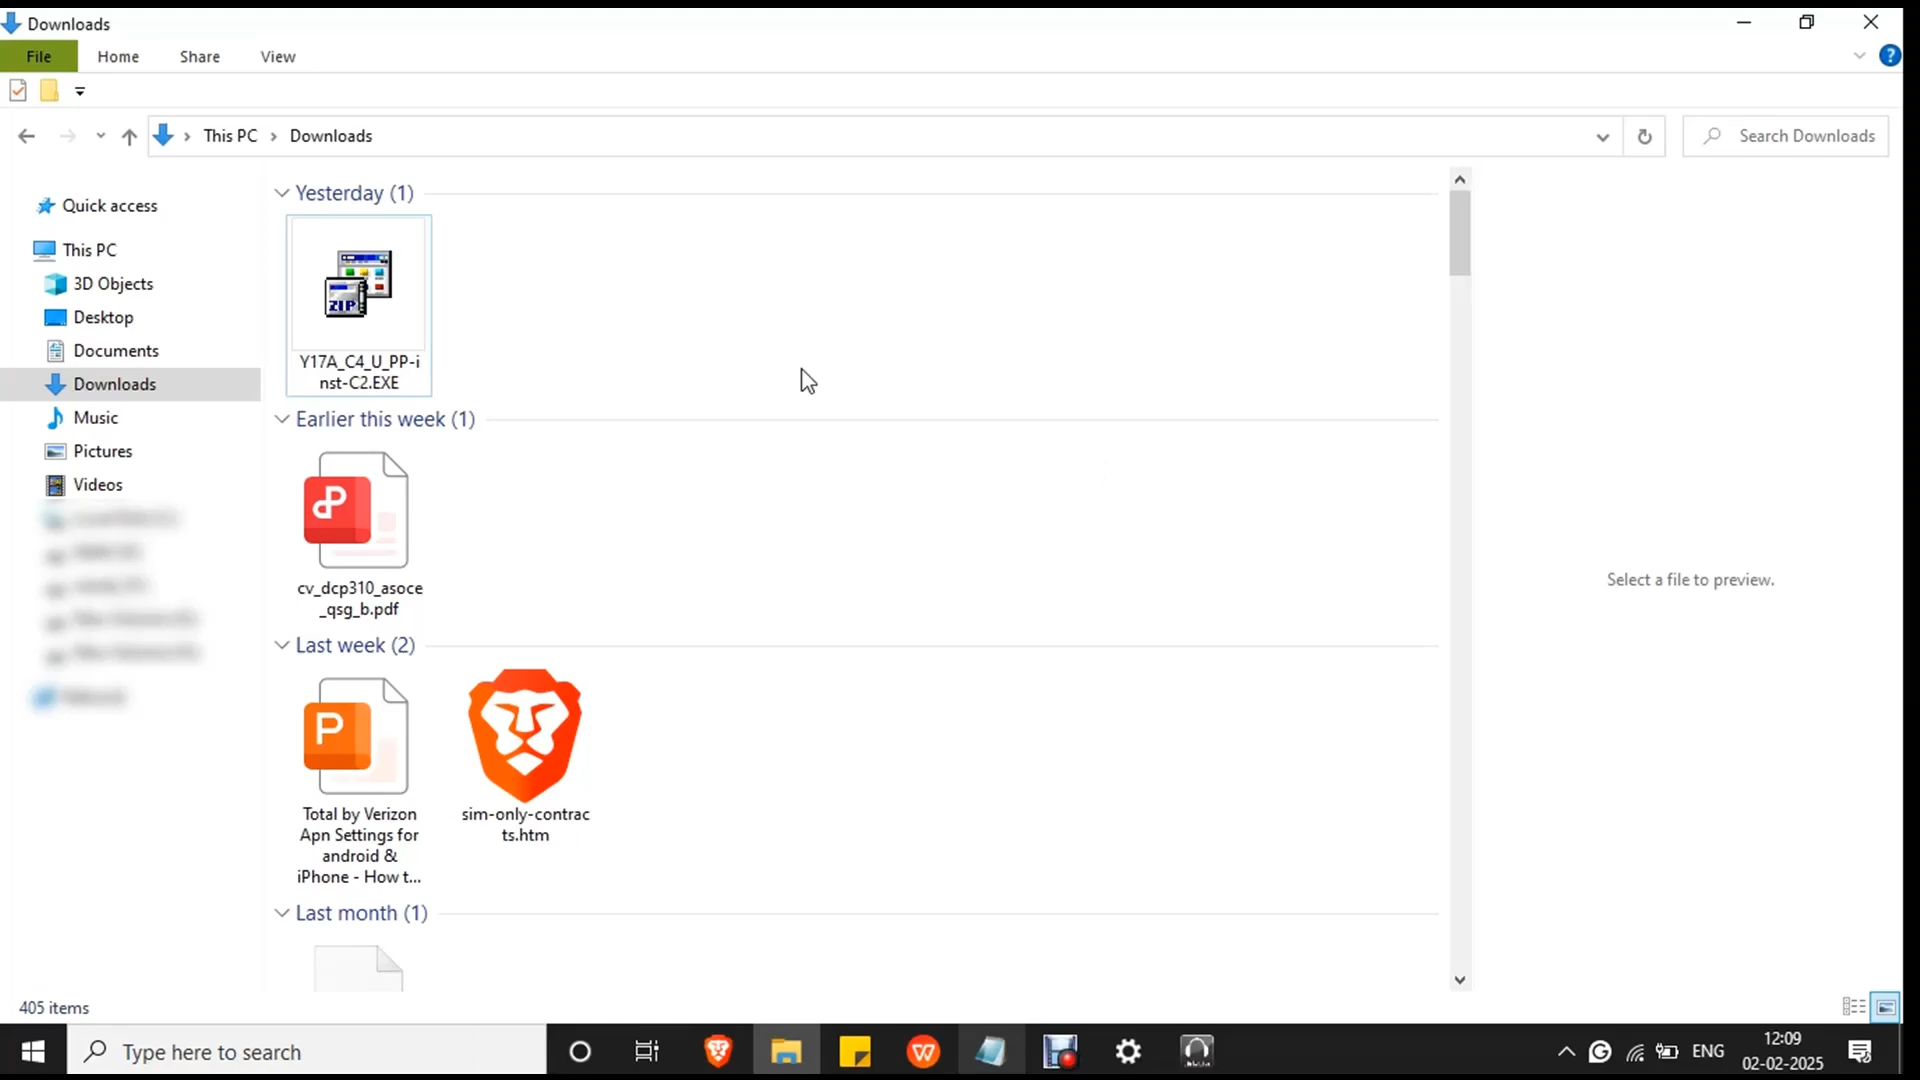 Downloads
File
Home
Share
View
?
This PC
Downloads
Search Downloads
Quick access
This PC
3D Objects
Desktop
Documents
Downloads
Music
Pictures
Videos
Yesterday (1)
ZIP
Y17A_C4_U_PP-i
nst-C2.EXE
Earlier this week (1)
P
cv_dcp310_asoce
_qsg_b.pdf
Last week (2)
P
Total by Verizon
Apn Settings for
android &
iPhone - How t...
sim-only-contrac
ts.htm
Last month (1)
Select a file to preview.
405 items
Type here to search
W
G
ENG
12:09
02-02-2025